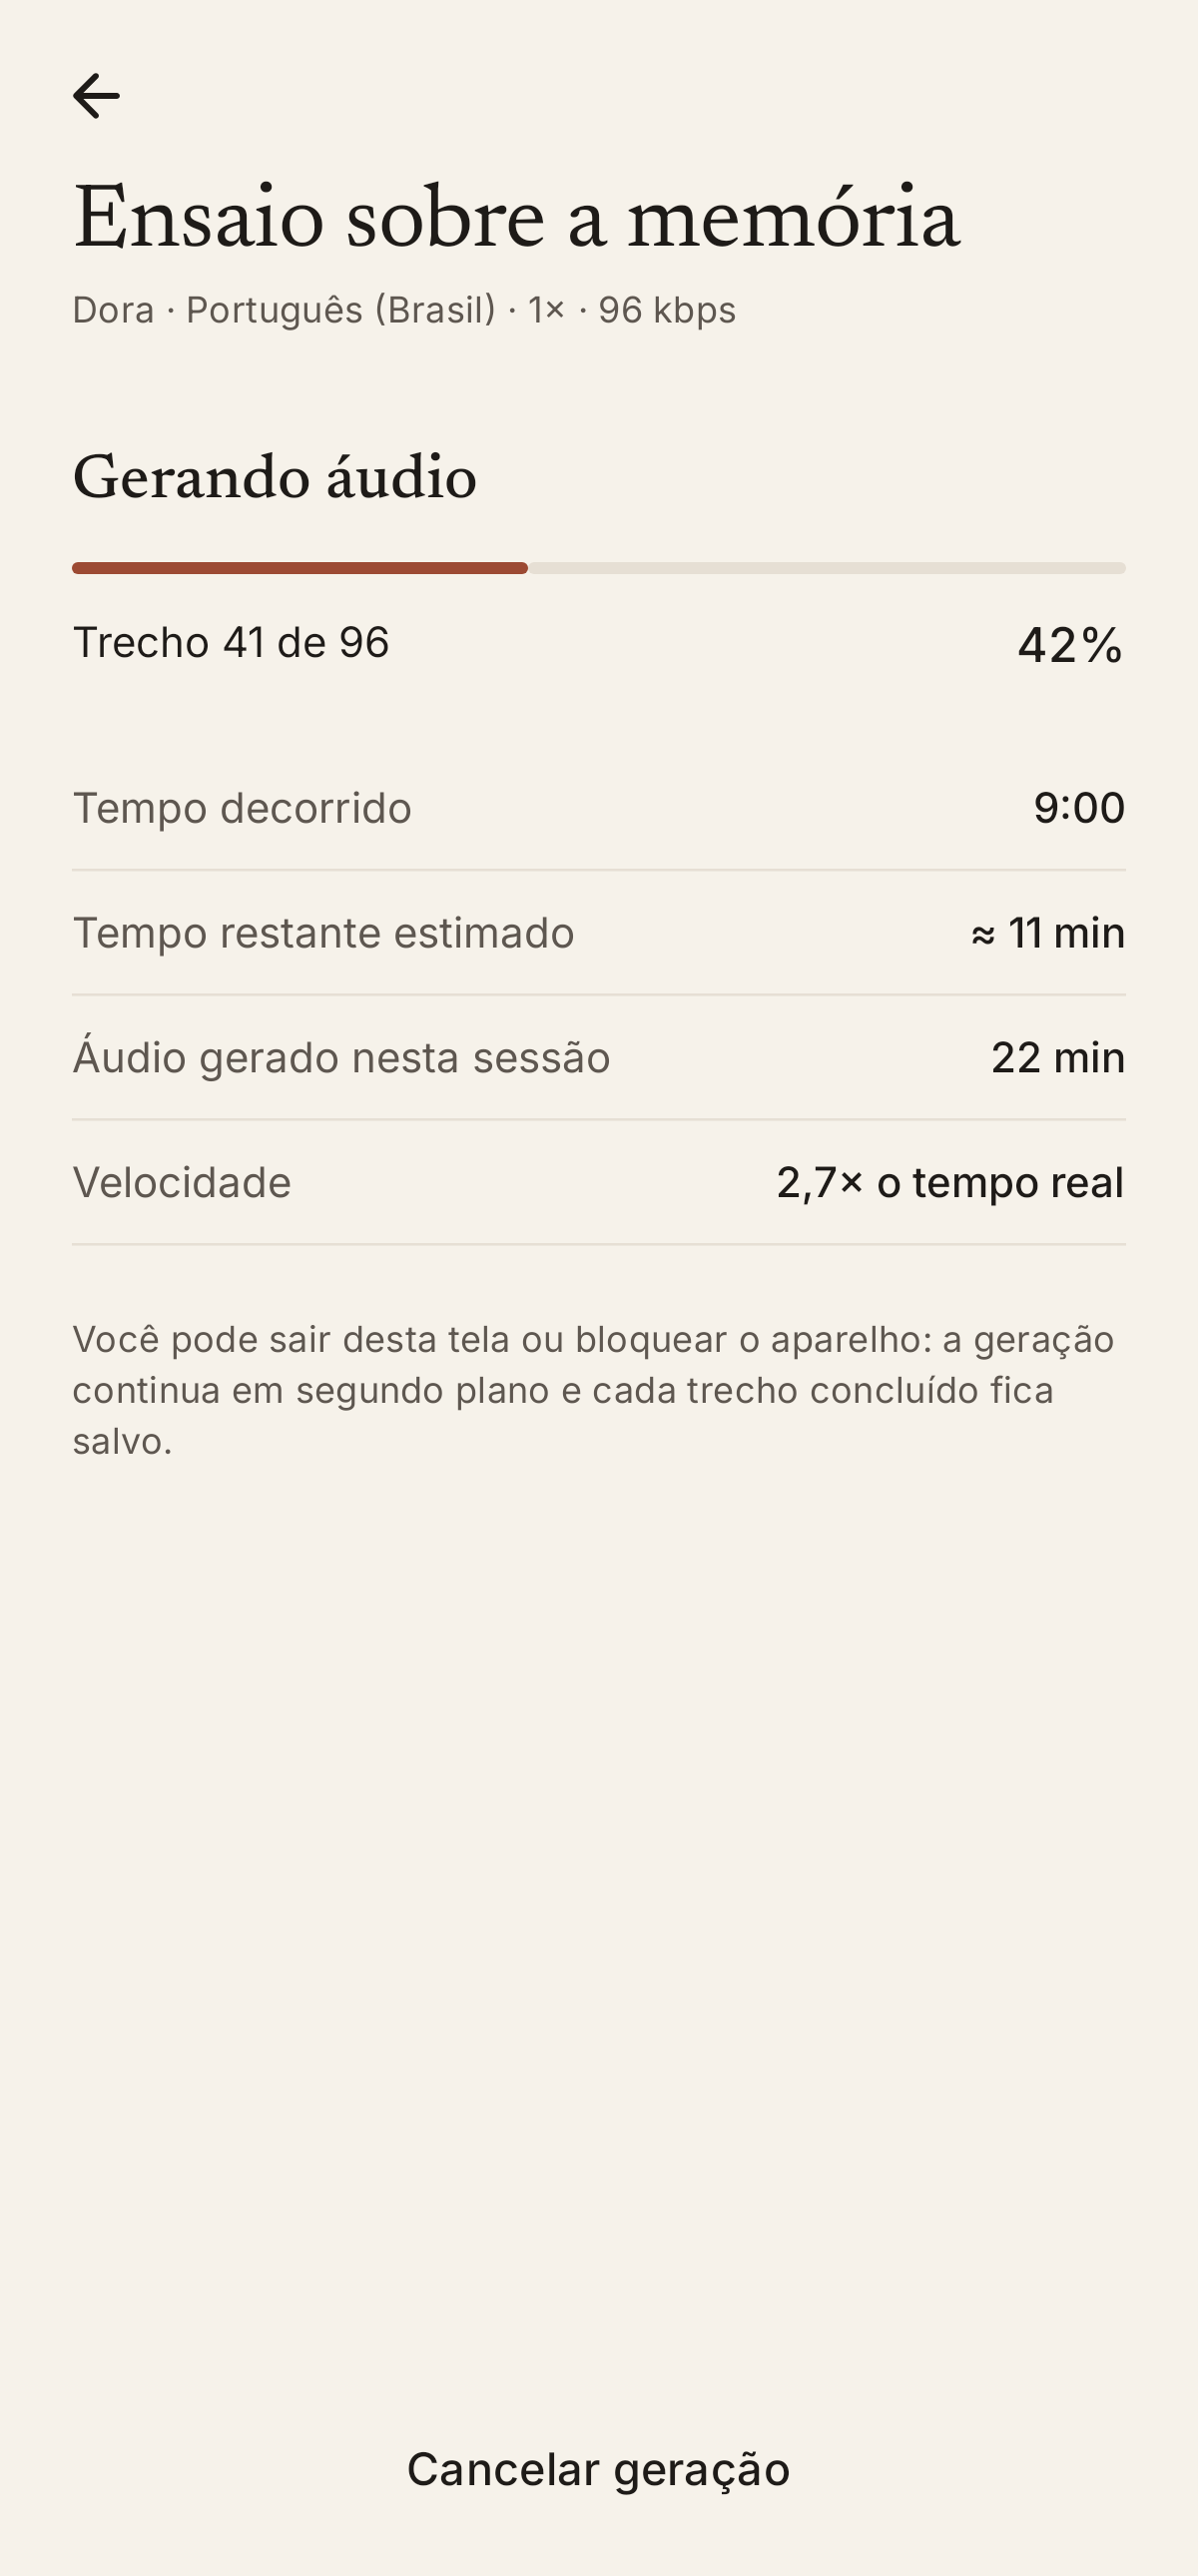 Ensaio sobre a memória
Dora · Português (Brasil) · 1× · 96 kbps
Gerando áudio
Trecho 41 de 96 42%
Tempo decorrido 9:00
Tempo restante estimado ≈ 11 min
Áudio gerado nesta sessão 22 min
Velocidade 2,7× o tempo real
Você pode sair desta tela ou bloquear o aparelho: a geração
continua em segundo plano e cada trecho concluído fica
salvo.
Cancelar geração